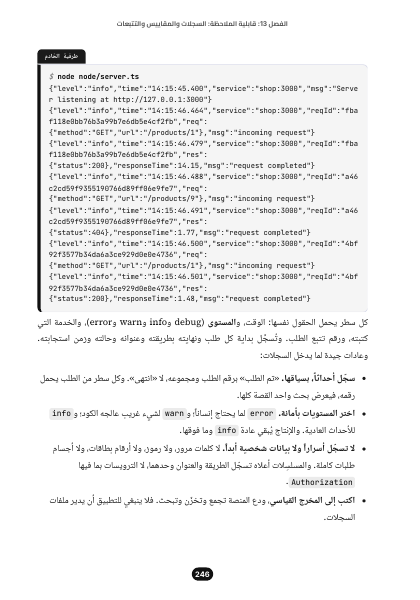 الفصل 13: قابلية الملاحظة: السجلات والمقاييس والتتبعات
طرفية الخادم
$ node node/server.ts
{"level":"info","time":"14:15:45.400","service":"shop:3000","msg":"Serve
r listening at http://127.0.0.1:3000"}
{"level":"info","time":"14:15:46.464","service":"shop:3000","reqId":"fba
f118e0bb76b3a99b7e6db5e4cf2fb","req":
{"method":"GET","url":"/products/1"},"msg":"incoming request"}
{"level":"info","time":"14:15:46.479","service":"shop:3000","reqId":"fba
f118e0bb76b3a99b7e6db5e4cf2fb","res":
{"status":200},"responseTime":14.15,"msg":"request completed"}
{"level":"info","time":"14:15:46.488","service":"shop:3000","reqId":"a46
c2cd59f9355190766d89ff06e9fe7","req":
{"method":"GET","url":"/products/9"},"msg":"incoming request"}
{"level":"info","time":"14:15:46.491","service":"shop:3000","reqId":"a46
c2cd59f9355190766d89ff06e9fe7","res":
{"status":404},"responseTime":1.77,"msg":"request completed"}
{"level":"info","time":"14:15:46.500","service":"shop:3000","reqId":"4bf
92f3577b34da6a3ce929d0e0e4736","req":
{"method":"GET","url":"/products/1"},"msg":"incoming request"}
{"level":"info","time":"14:15:46.501","service":"shop:3000","reqId":"4bf
92f3577b34da6a3ce929d0e0e4736","res":
{"status":200},"responseTime":1.48,"msg":"request completed"}
كل سطر يحمل الحقول نفسها: الوقت، والمستوى (debug وinfo وwarn وerror)، والخدمة التي
كتبته، ورقم تتبع الطلب. وتُسجَّل بداية كل طلب ونهايته بطريقته وعنوانه وحالته وزمن استجابته.
وعادات جيدة لما يدخل السجلات:
• سجّل أحداثاً، بسياقها. «تم الطلب» برقم الطلب ومجموعه، لا «انتهى». وكل سطر من الطلب يحمل
رقمه، فيعرض بحث واحد القصة كلها.
• اختر المستويات بأمانة. error لما يحتاج إنساناً؛ و warn لشيء غريب عالجه الكود؛ و info
للأحداث العادية. والإنتاج يُبقي عادة info وما فوقها.
• لا تسجّل أسراراً ولا بيانات شخصية أبداً. لا كلمات مرور، ولا رموز، ولا أرقام بطاقات، ولا أجسام
طلبات كاملة. والمسلسِلات أعلاه تسجّل الطريقة والعنوان وحدهما، لا الترويسات بما فيها
Authorization.
• اكتب إلى المخرج القياسي، ودع المنصة تجمع وتخزّن وتبحث. فلا ينبغي للتطبيق أن يدير ملفات
السجلات.
246